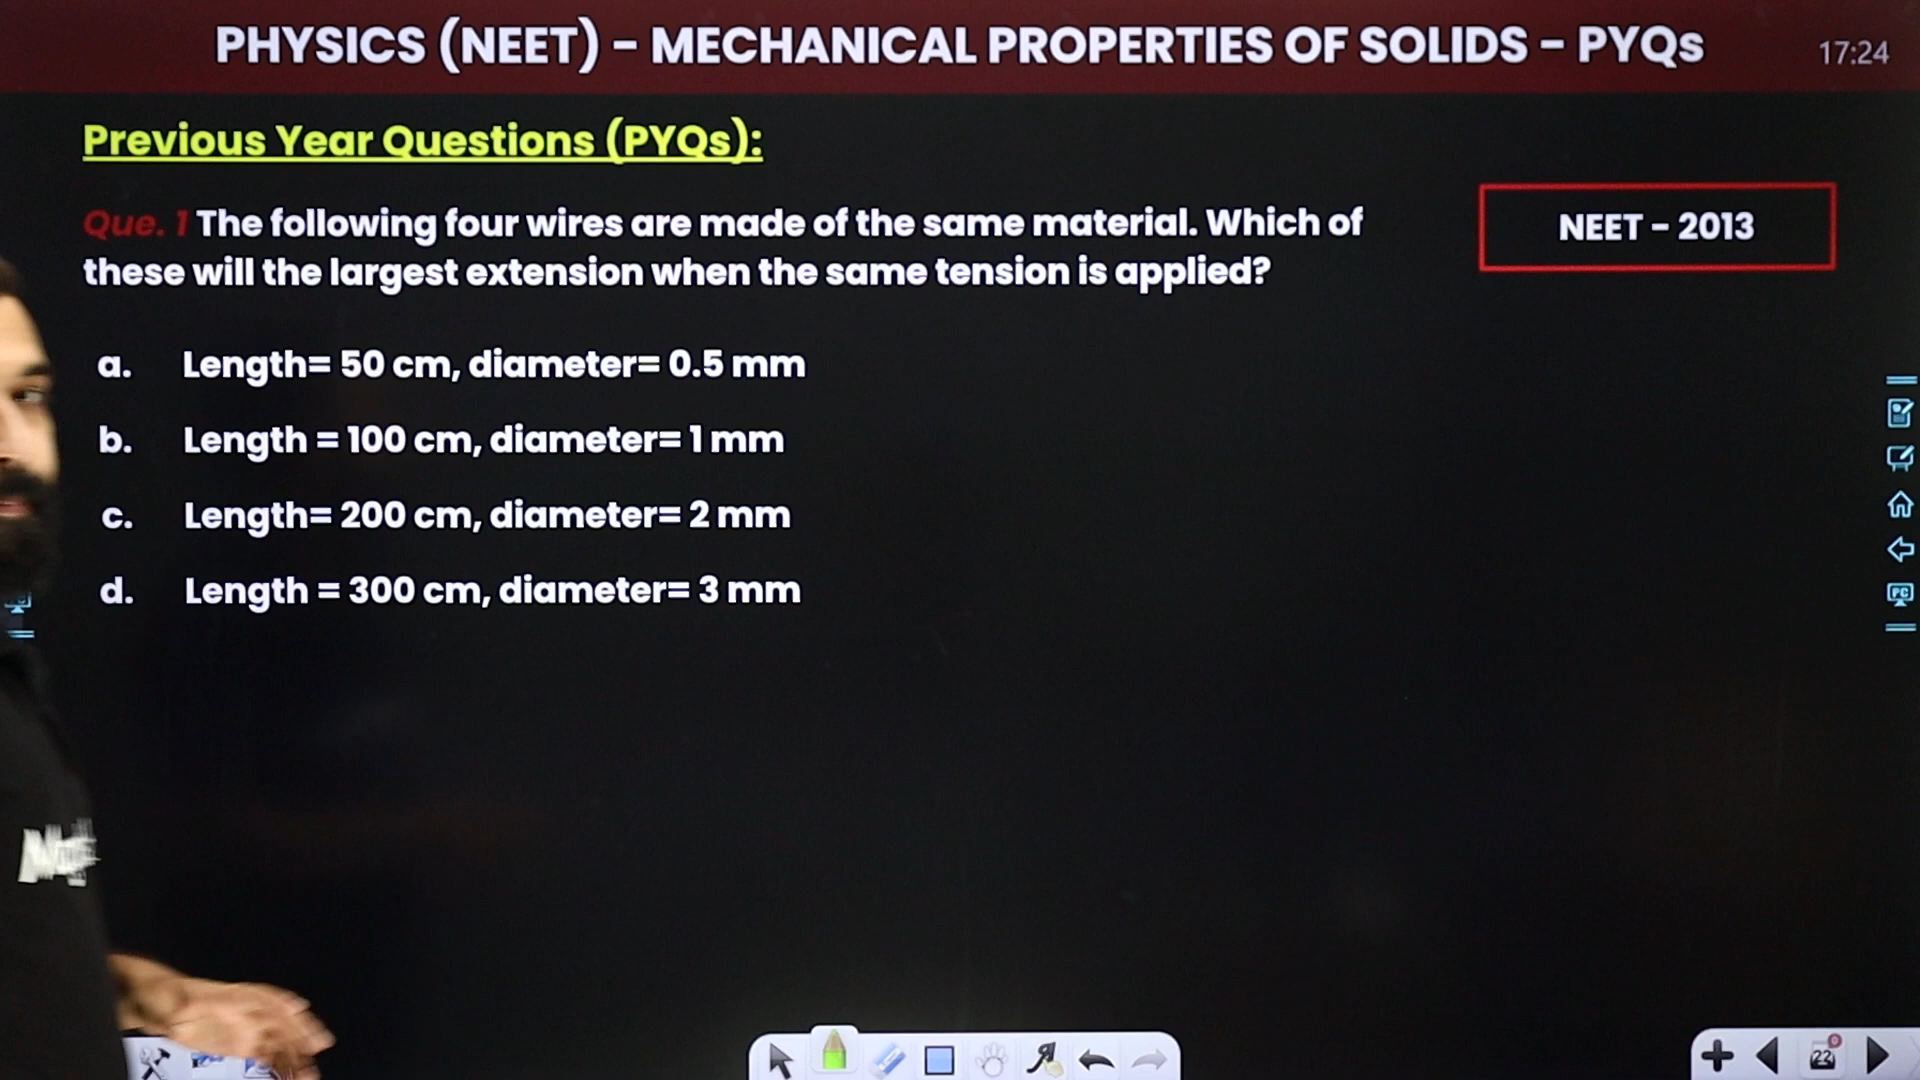 PHYSICS (NEET) – MECHANICAL PROPERTIES OF SOLIDS – PYQs
17:24
Previous Year Questions (PYQs):
Que. 1 The following four wires are made of the same material. Which of
these will the largest extension when the same tension is applied?
NEET – 2013
a. Length= 50 cm, diameter= 0.5 mm
b. Length = 100 cm, diameter= 1 mm
c. Length= 200 cm, diameter= 2 mm
d. Length = 300 cm, diameter= 3 mm
PC
22